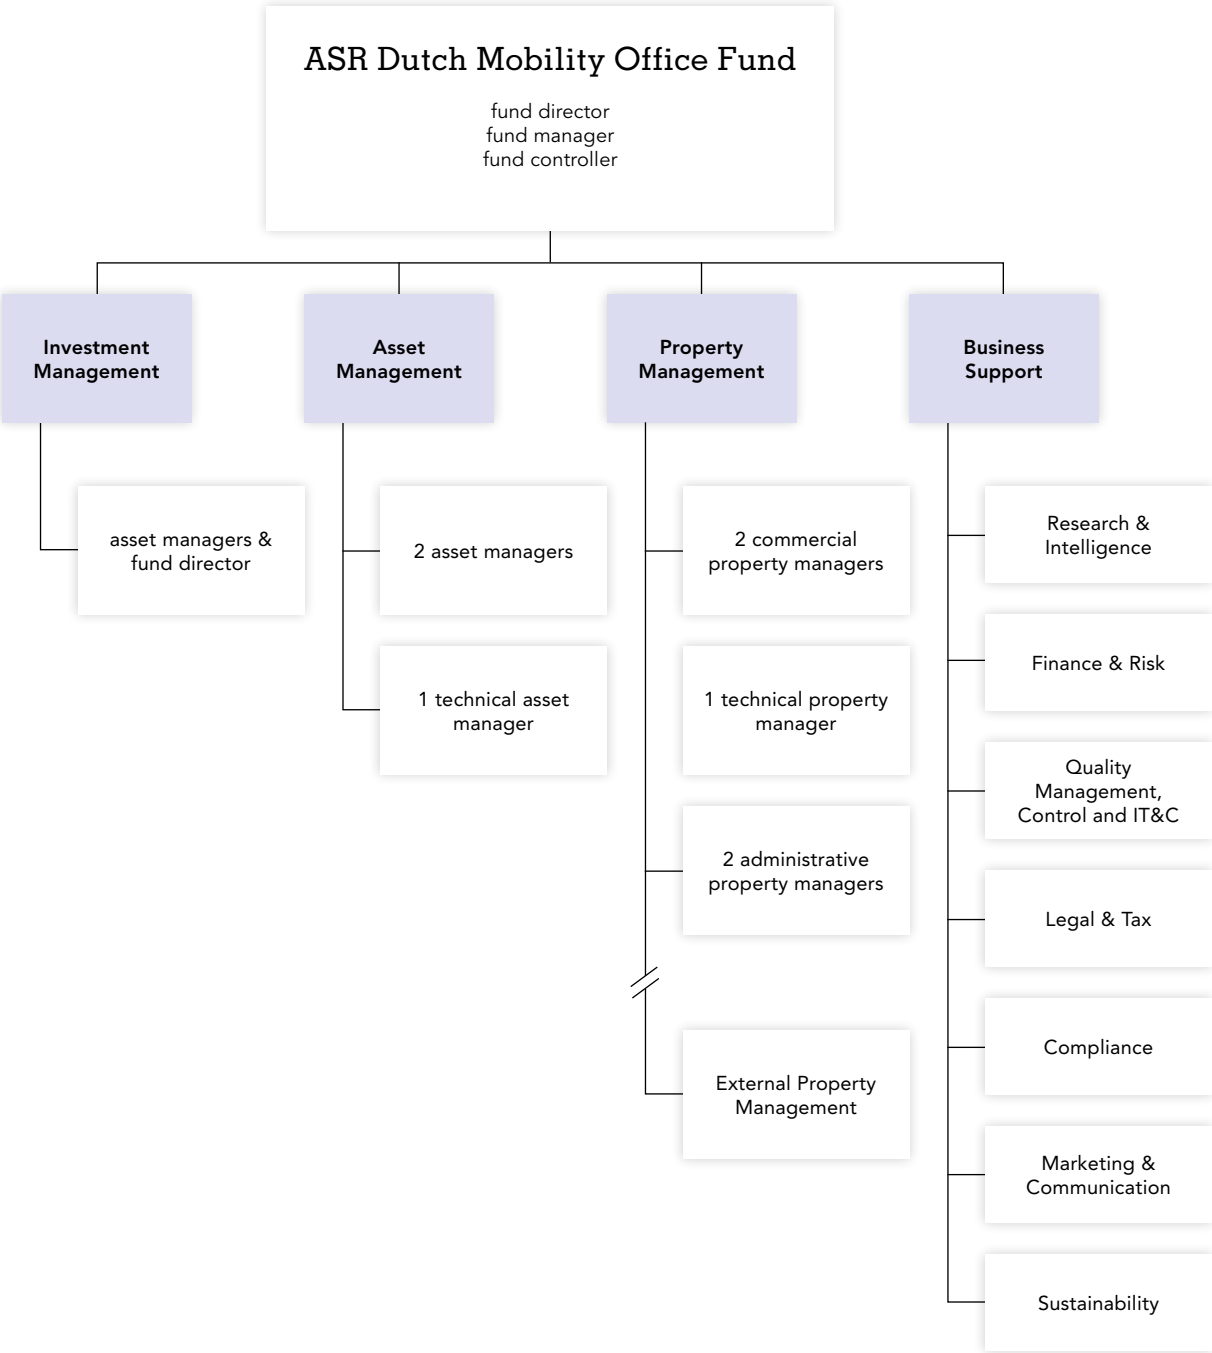 ASR Dutch Mobility Office Fund
fund director
fund manager
fund controller
Investment
Management
asset managers &
fund director
Asset
Management
2 asset managers
1 technical asset
manager
Property
Management
2 commercial
property managers
1 technical property
manager
2 administrative
property managers
External Property
Management
Business
Support
Research &
Intelligence
Finance & Risk
Quality
Management,
Control and IT&C
Legal & Tax
Compliance
Marketing &
Communication
Sustainability